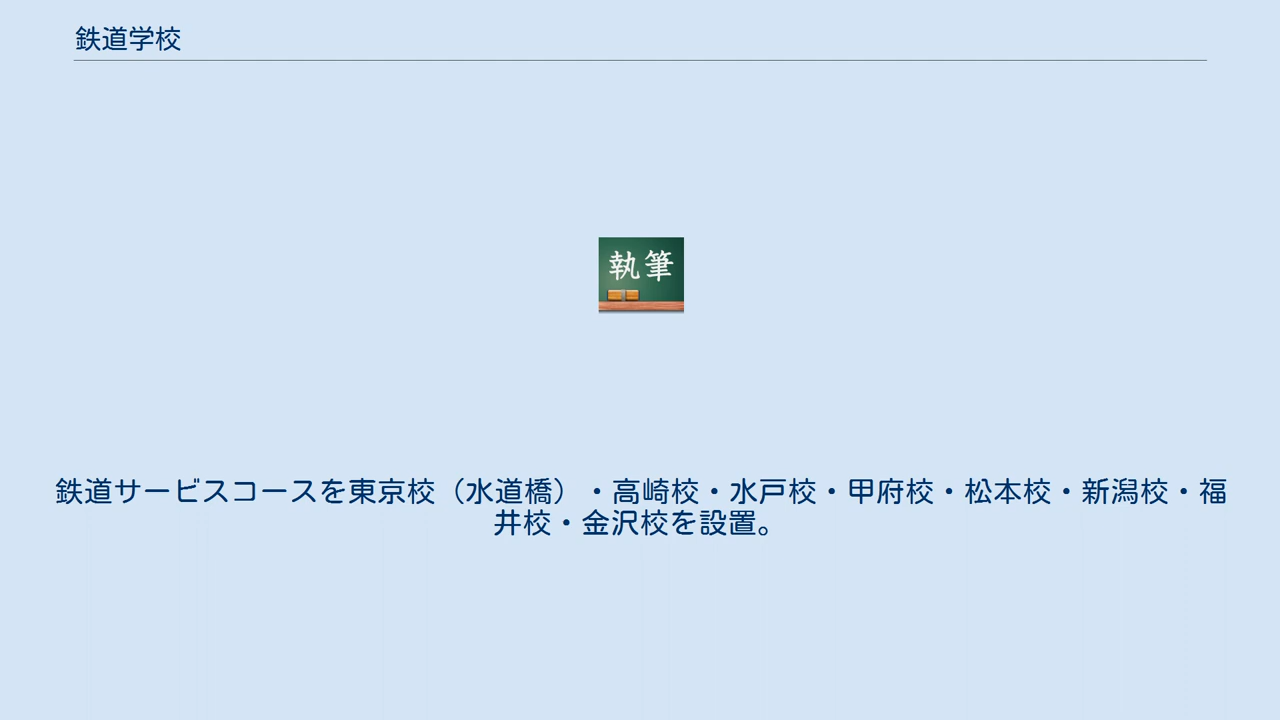 鉄道学校
執筆
鉄道サービスコースを東京校（水道橋）・高崎校・水戸校・甲府校・松本校・新潟校・福
井校・金沢校を設置。